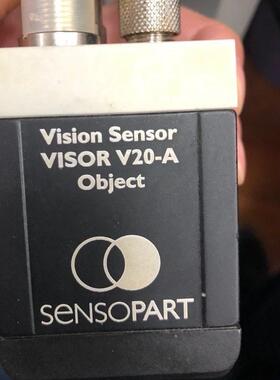 Vision Sensor
VISOR V20-A
Object
SENSOPART